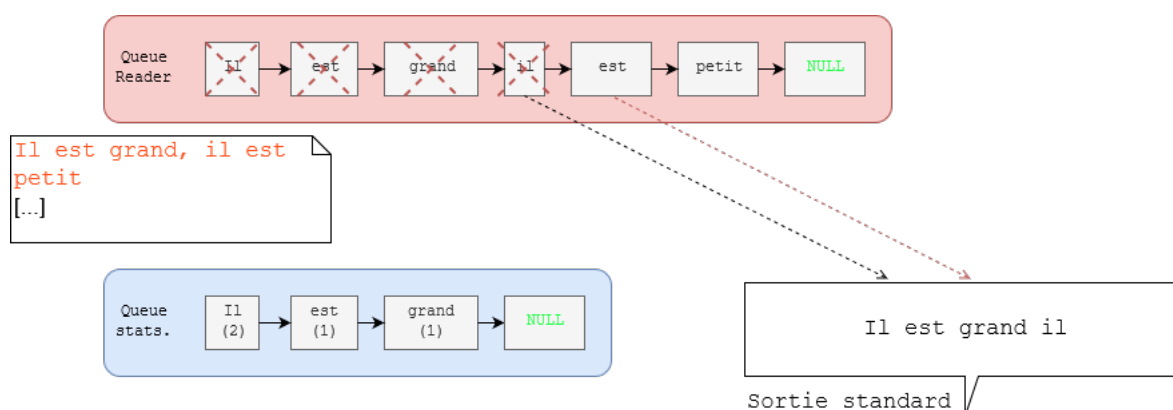 Queue
Reader
Il
est
grand
il
est
petit
NULL
Il est grand, il est
petit
[...]
Queue
stats.
Il
(2)
est
(1)
grand
(1)
NULL
Il est grand il
Sortie standard